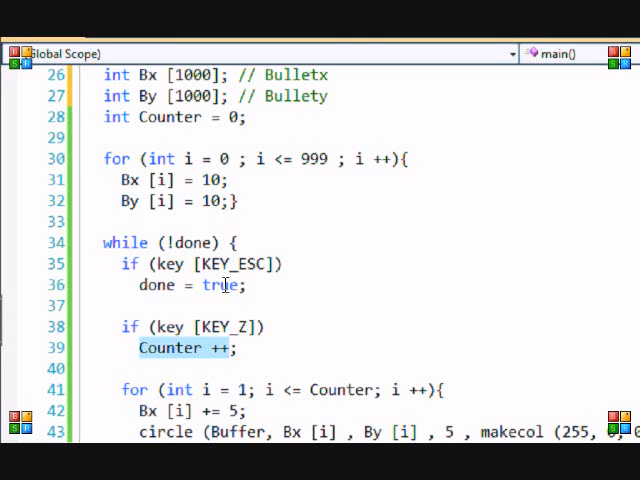 Global Scope) main()
26 int Bx [1000]; // Bulletx
27 int By [1000]; // Bullety
28 int Counter = 0;
29
30 for (int i = 0 ; i <= 999 ; i ++){
31 Bx [i] = 10;
32 By [i] = 10;}
33
34 while (!done) {
35 if (key [KEY_ESC])
36 done = true;
37
38 if (key [KEY_Z])
39 Counter ++;
40
41 for (int i = 1; i <= Counter; i ++){
42 Bx [i] += 5;
43 circle (Buffer, Bx [i] , By [i] , 5 , makecol (255,